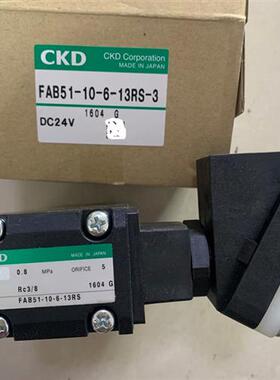 CKD
CKD Corporation
MADE IN JAPAN
FAB51-10-6-13RS-3
1604 G
DC24V
CKD
MADE IN JAPAN
0.8 MPa ORIFICE 5
Rc3/8 1604 G
FAB51-10-6-13RS